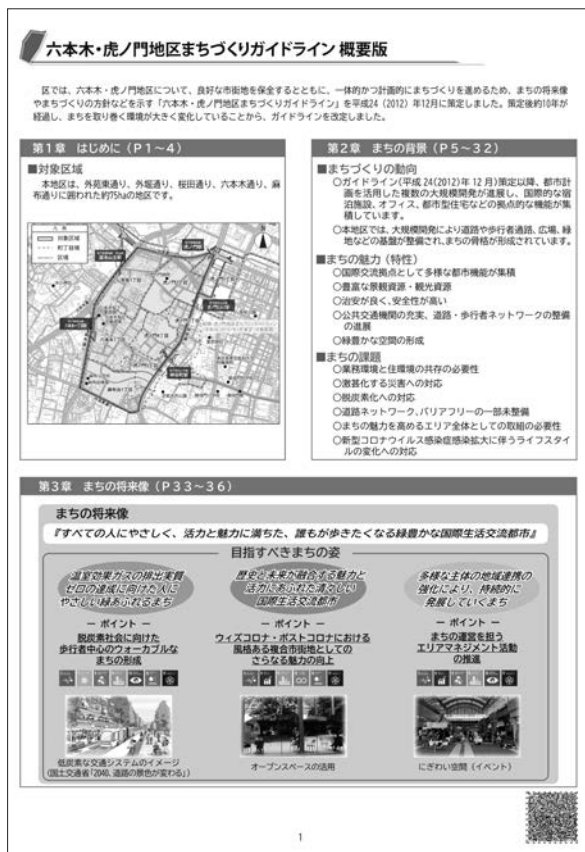 六本木・虎ノ門地区まちづくりガイドライン 概要版
区では、六本木・虎ノ門地区について、良好な市街地を保全するとともに、一体的かつ計画的にまちづくりを進めるため、まちの将来像
やまちづくりの方針などを示す「六本木・虎ノ門地区まちづくりガイドライン」を平成24(2012)年12月に策定しました。策定後約10年が
経過し、まちを取り巻く環境が大きく変化していることから、ガイドラインを改定しました。
第1章 はじめに(P1~4)
■対象区域
本地区は、外苑東通り、外堀通り、桜田通り、六本木通り、麻
布通りに囲われた約75haの地区です。
凡例
対象区域
町丁目域
区域
第2章 まちの背景(P5~32)
■まちづくりの動向
○ガイドライン(平成24(2012)年12月)策定以降、都市計
画を活用した複数の大規模開発が進展し、国際的な宿
泊施設、オフィス、都市型住宅などの拠点的な機能が集
積しています。
○本地区では、大規模開発により道路や歩行者通路、広場、緑
地などの基盤が整備され、まちの骨格が形成されています。
■まちの魅力(特性)
○国際交流拠点として多様な都市機能が集積
○豊富な景観資源・観光資源
○治安が良く、安全性が高い
○公共交通機関の充実、道路・歩行者ネットワークの整備
の進展
○緑豊かな空間の形成
■まちの課題
○業務環境と住環境の共存の必要性
○激甚化する災害への対応
○脱炭素化への対応
○道路ネットワーク、バリアフリーの一部未整備
○まちの魅力を高めるエリア全体としての取組の必要性
○新型コロナウイルス感染症感染拡大に伴うライフスタイ
ルの変化への対応
第3章 まちの将来像(P33~36)
まちの将来像
『すべての人にやさしく、活力と魅力に満ちた、誰もが歩きたくなる緑豊かな国際生活交流都市』
目指すべきまちの姿
温室効果ガスの排出実質
ゼロの達成に向けた人に
やさしい緑あふれるまち
― ポイント ―
脱炭素社会に向けた
歩行者中心のウォーカブルな
まちの形成
低炭素な交通システムのイメージ
(国土交通省「2040、道路の景色が変わる」)
歴史と未来が融合する魅力と
活力にあふれた清々しい
国際生活交流都市
― ポイント ―
ウィズコロナ・ポストコロナにおける
風格ある複合市街地としての
さらなる魅力の向上
オープンスペースの活用
多様な主体の地域連携の
強化により、持続的に
発展していくまち
― ポイント ―
まちの運営を担う
エリアマネジメント活動
の推進
にぎわい空間(イベント)
1